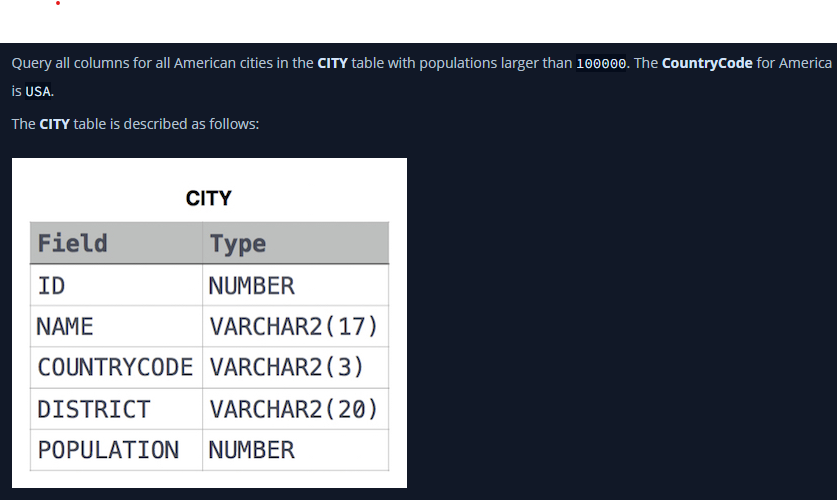 Query all columns for all American cities in the CITY table with populations larger than 100000. The CountryCode for America
is USA.
The CITY table is described as follows:
CITY
Field Type
ID NUMBER
NAME VARCHAR2(17)
COUNTRYCODE VARCHAR2(3)
DISTRICT VARCHAR2(20)
POPULATION NUMBER